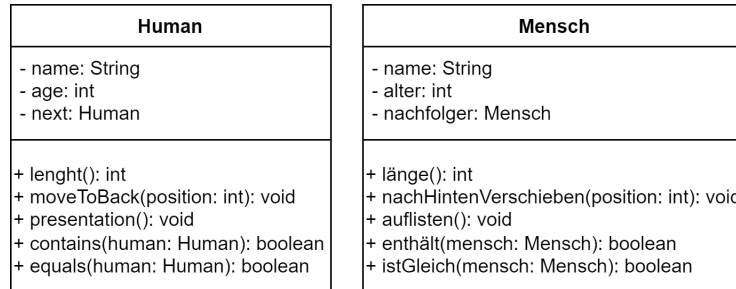 Human
- name: String
- age: int
- next: Human
+ lenght(): int
+ moveToBack(position: int): void
+ presentation(): void
+ contains(human: Human): boolean
+ equals(human: Human): boolean
Mensch
- name: String
- alter: int
- nachfolger: Mensch
+ länge(): int
+ nachHintenVerschieben(position: int): void
+ auflisten(): void
+ enthält(mensch: Mensch): boolean
+ istGleich(mensch: Mensch): boolean